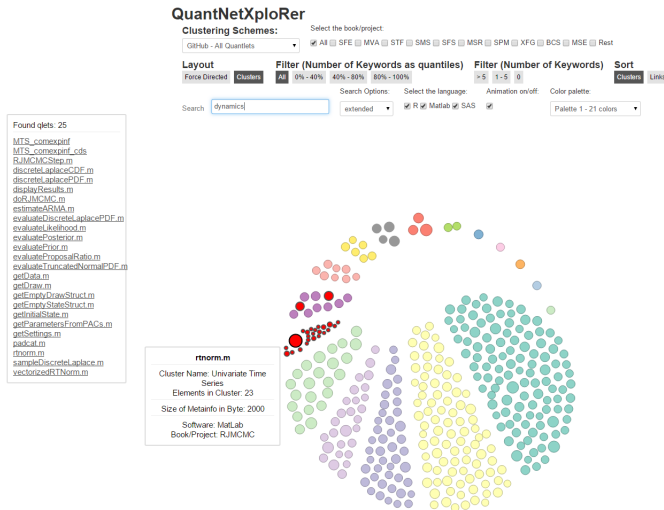 QuantNetXploRer
Clustering Schemes:
GitHub - All Quantlets
Select the book/project:
All SFE MVA STF SMS SFS MSR SPM XFG BCS MSE Rest
Layout
Force Directed Clusters
Filter (Number of Keywords as quantiles)
All 0% - 40% 40% - 80% 80% - 100%
Filter (Number of Keywords)
> 5 1 - 5 0
Sort
Clusters Links
Search dynamics
Search Options:
extended
Select the language:
R Matlab SAS
Animation on/off:
Color palette:
Palette 1 - 21 colors
Found qlets: 25
MTS_comexpinf
MTS_comexpinf_cds
RJMCMCStep.m
discreteLaplaceCDF.m
discreteLaplacePDF.m
displayResults.m
doRJMCMC.m
estimateARMA.m
evaluateDiscreteLaplacePDF.m
evaluateLikelihood.m
evaluatePosterior.m
evaluatePrior.m
evaluateProposalRatio.m
evaluateTruncatedNormalPDF.m
getData.m
getDraw.m
getEmptyDrawStruct.m
getEmptyStateStruct.m
getInitialState.m
getParametersFromPACs.m
getSettings.m
padcat.m
rtnorm.m
sampleDiscreteLaplace.m
vectorizedRTNorm.m
rtnorm.m
Cluster Name: Univariate Time
Series
Elements in Cluster: 23
Size of Metainfo in Byte: 2000
Software: MatLab
Book/Project: RJMCMC